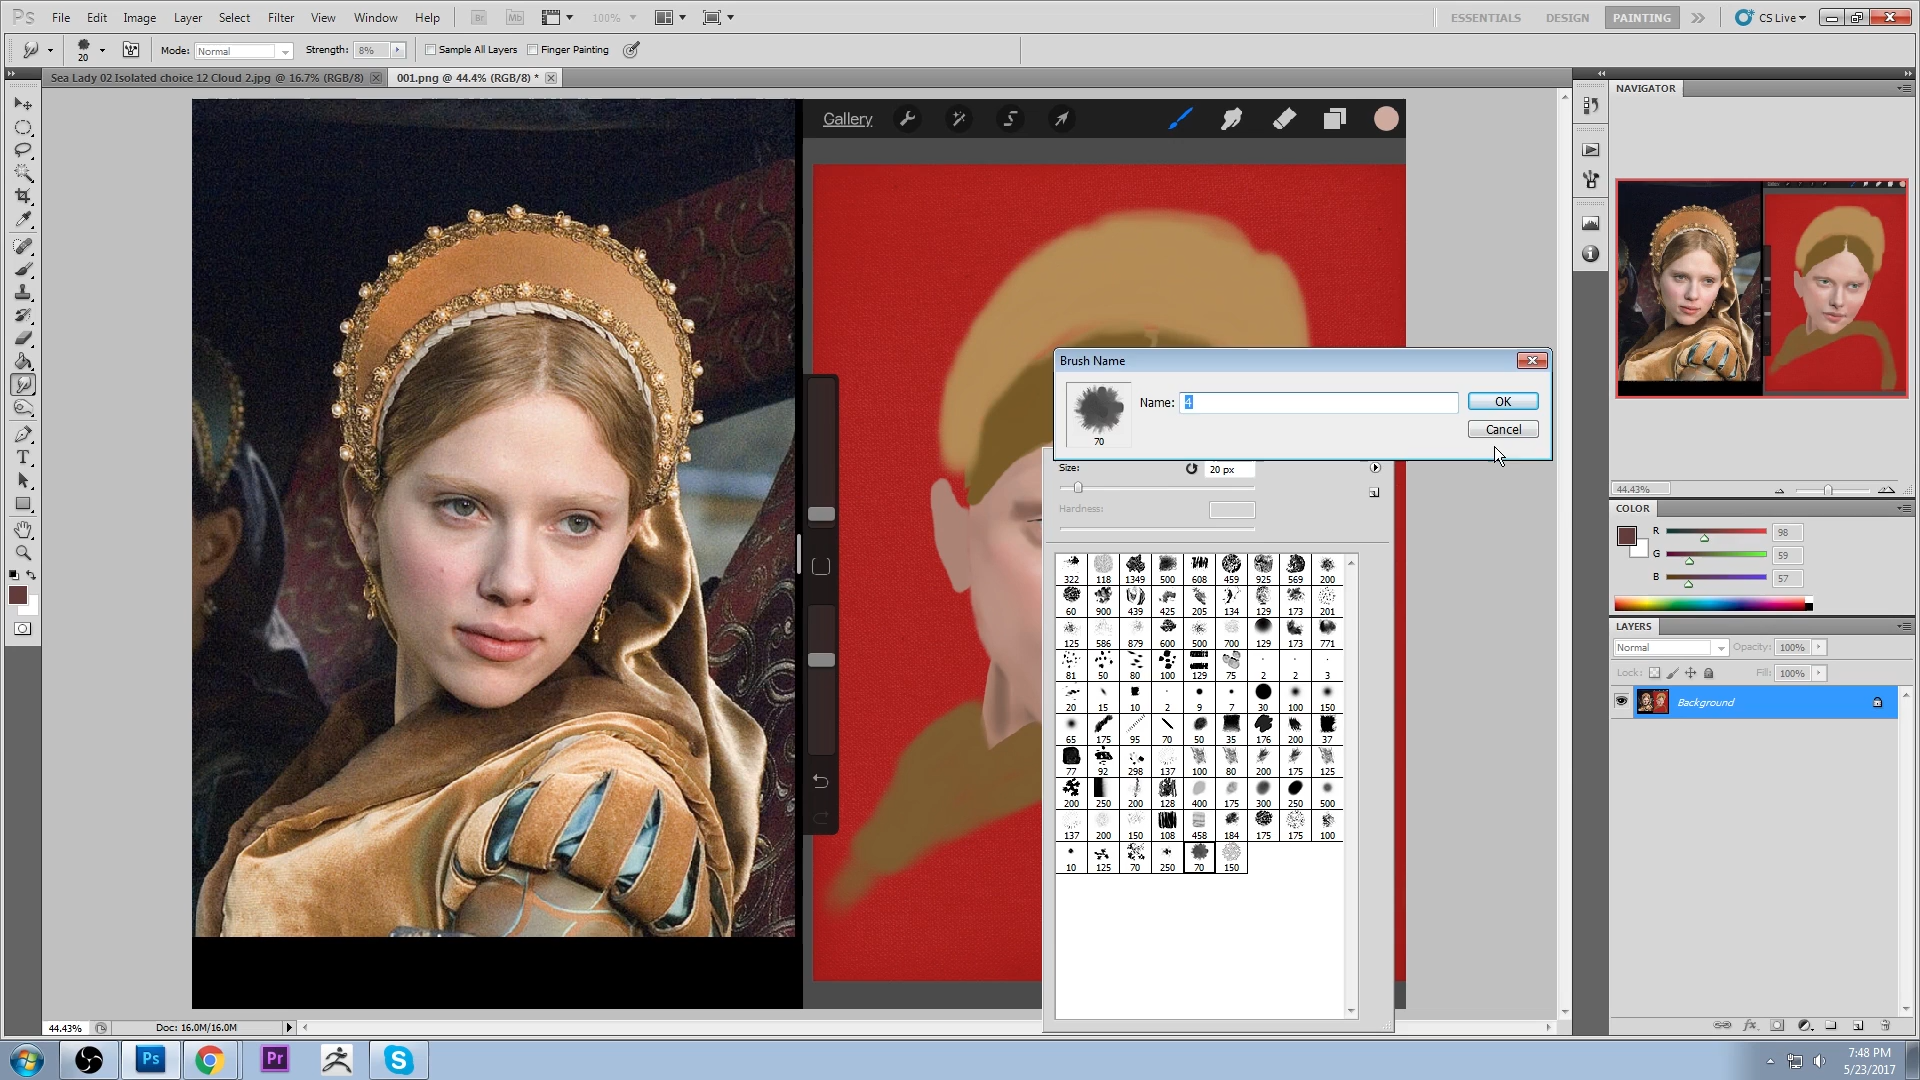 Ps File Edit Image Layer Select Filter View Window Help Br Mb 100% ESSENTIALS DESIGN PAINTING CS Live
20 Mode: Normal Strength: 8% Sample All Layers Finger Painting
Sea Lady 02 Isolated choice 12 Cloud 2.jpg @ 16.7% (RGB/8) 001.png @ 44.4% (RGB/8) *
Gallery
Brush Name
Name: 4 OK
Cancel
70
Size: 20 px
Hardness:
322 118 1349 500 608 459 925 569 200
60 900 439 425 205 134 129 173 201
125 586 879 600 500 700 129 173 771
81 50 80 100 129 75 2 2 3
20 15 10 2 9 7 30 100 150
65 175 95 70 50 35 176 200 37
77 92 298 137 100 80 200 175 125
200 250 200 128 400 175 300 250 500
137 200 150 108 458 184 175 175 100
10 125 70 250 70 150
NAVIGATOR
44.43%
COLOR
R 98
G 59
B 57
LAYERS
Normal Opacity: 100%
Lock: Fill: 100%
Background
fx
T
44.43% Doc: 16.0M/16.0M
Ps Pr S
7:48 PM
5/23/2017